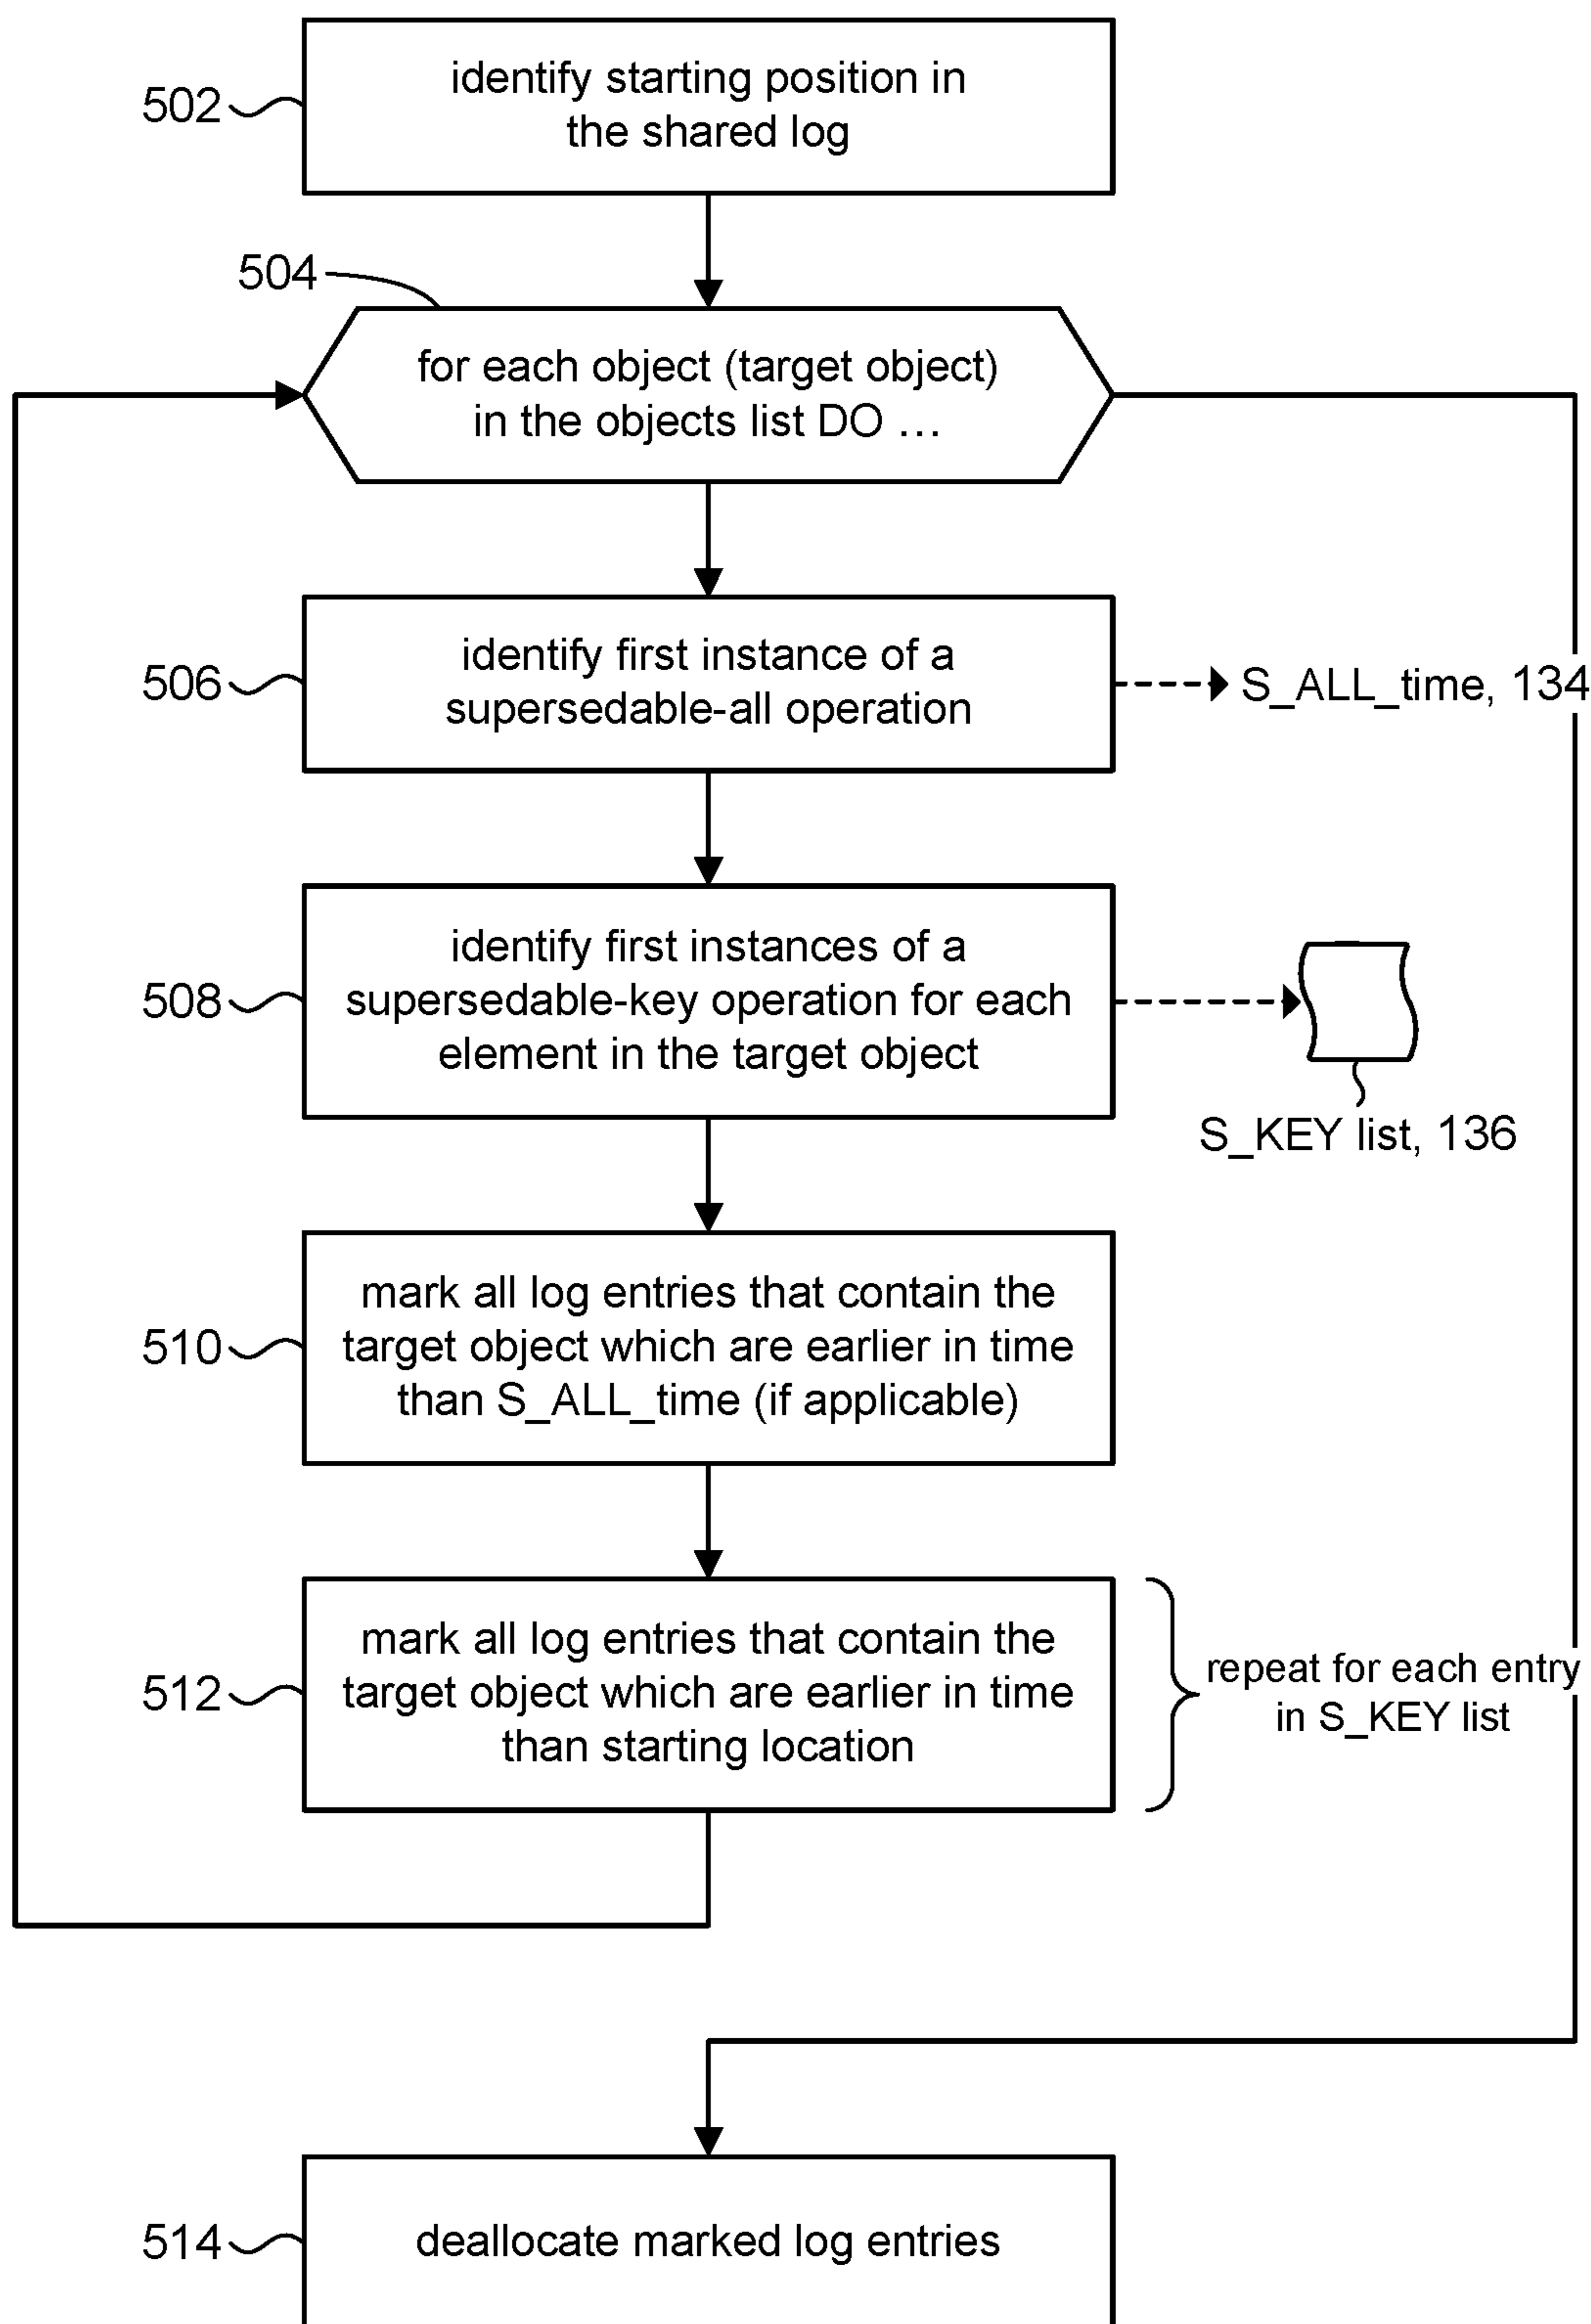 502
identify starting position in
the shared log
504
for each object (target object)
in the objects list DO ...
506
identify first instance of a
supersedable-all operation
S_ALL_time, 134
508
identify first instances of a
supersedable-key operation for each
element in the target object
S_KEY list, 136
510
mark all log entries that contain the
target object which are earlier in time
than S_ALL_time (if applicable)
512
mark all log entries that contain the
target object which are earlier in time
than starting location
repeat for each entry
in S_KEY list
514
deallocate marked log entries